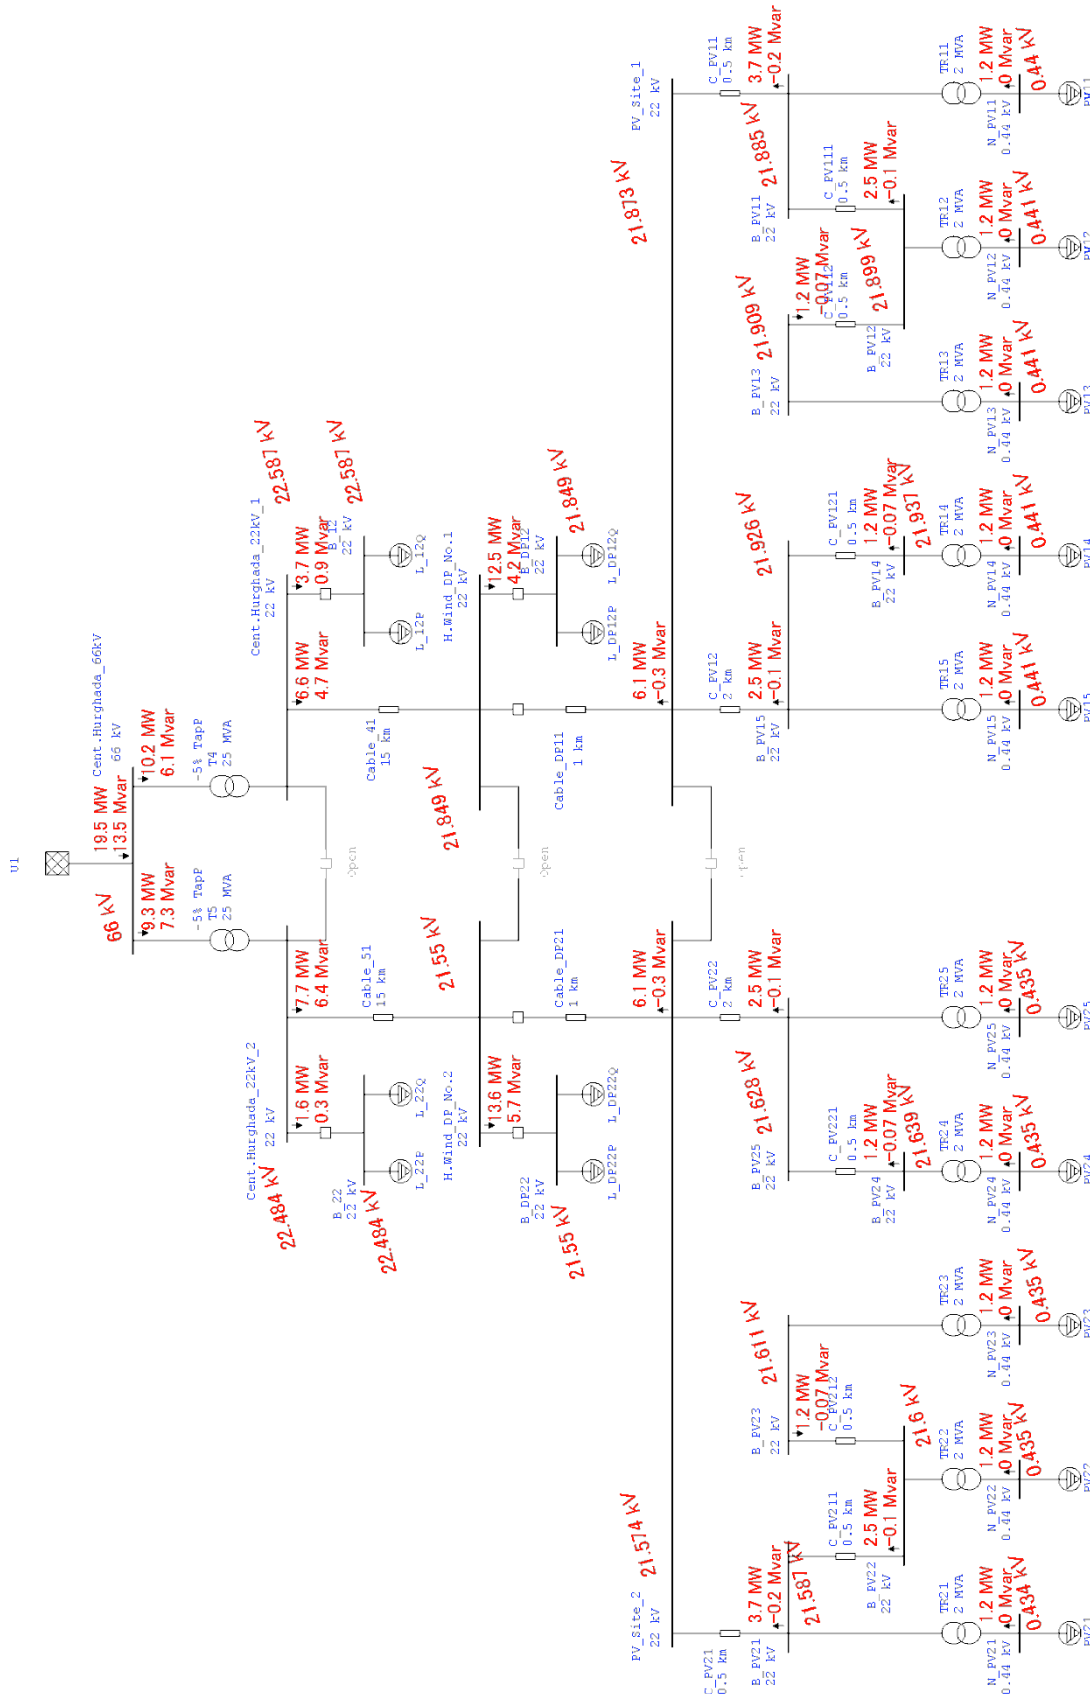 U1
19.5 MW
13.5 Mvar
Cent.Hurghada_66kV
66 kV
66 kV
9.3 MW
7.3 Mvar
10.2 MW
6.1 Mvar
-5% TapP
T5
25 MVA
-5% TapP
T4
25 MVA
Cent.Hurghada_22kV_2
22 kV
22.484 kV
Cent.Hurghada_22kV_1
22 kV
22.587 kV
1.6 MW
0.3 Mvar
7.7 MW
6.4 Mvar
6.6 MW
4.7 Mvar
3.7 MW
0.9 Mvar
Open
B_22
22 kV
22.484 kV
B_12
22 kV
22.587 kV
L_22P
L_22Q
L_12P
L_12Q
Cable_51
15 km
Cable_41
15 km
H.Wind_DP_No.2
22 kV
21.55 kV
H.Wind_DP_No.1
22 kV
21.849 kV
13.6 MW
5.7 Mvar
12.5 MW
4.2 Mvar
Open
B_DP22
22 kV
21.55 kV
B_DP12
22 kV
21.849 kV
L_DP22P
L_DP22Q
L_DP12P
L_DP12Q
Cable_DP21
1 km
Cable_DP11
1 km
6.1 MW
-0.3 Mvar
6.1 MW
-0.3 Mvar
PV_Site_2
22 kV
21.574 kV
PV_Site_1
22 kV
21.873 kV
C_PV21
0.5 km
C_PV22
2 km
C_PV12
2 km
C_PV11
0.5 km
3.7 MW
-0.2 Mvar
2.5 MW
-0.1 Mvar
2.5 MW
-0.1 Mvar
3.7 MW
-0.2 Mvar
B_PV21
22 kV
21.587 kV
B_PV23
22 kV
21.611 kV
B_PV25
22 kV
21.628 kV
B_PV15
22 kV
21.926 kV
B_PV13
22 kV
21.909 kV
B_PV11
22 kV
21.885 kV
C_PV211
0.5 km
2.5 MW
-0.1 Mvar
1.2 MW
-0.07 Mvar
C_PV212
0.5 km
C_PV221
0.5 km
1.2 MW
-0.07 Mvar
C_PV121
0.5 km
1.2 MW
-0.07 Mvar
1.2 MW
-0.07 Mvar
C_PV112
0.5 km
C_PV111
0.5 km
2.5 MW
-0.1 Mvar
B_PV22
22 kV
21.6 kV
B_PV24
22 kV
21.639 kV
B_PV14
22 kV
21.937 kV
B_PV12
22 kV
21.899 kV
TR21
2 MVA
TR22
2 MVA
TR23
2 MVA
TR24
2 MVA
TR25
2 MVA
TR15
2 MVA
TR14
2 MVA
TR13
2 MVA
TR12
2 MVA
TR11
2 MVA
N_PV21
0.44 kV
1.2 MW
-0 Mvar
0.434 kV
N_PV22
0.44 kV
1.2 MW
-0 Mvar
0.435 kV
N_PV23
0.44 kV
1.2 MW
-0 Mvar
0.435 kV
N_PV24
0.44 kV
1.2 MW
-0 Mvar
0.435 kV
N_PV25
0.44 kV
1.2 MW
-0 Mvar
0.435 kV
N_PV15
0.44 kV
1.2 MW
-0 Mvar
0.441 kV
N_PV14
0.44 kV
1.2 MW
-0 Mvar
0.441 kV
N_PV13
0.44 kV
1.2 MW
-0 Mvar
0.441 kV
N_PV12
0.44 kV
1.2 MW
-0 Mvar
0.441 kV
N_PV11
0.44 kV
1.2 MW
-0 Mvar
0.44 kV
PV21
PV22
PV23
PV24
PV25
PV15
PV14
PV13
PV12
PV11